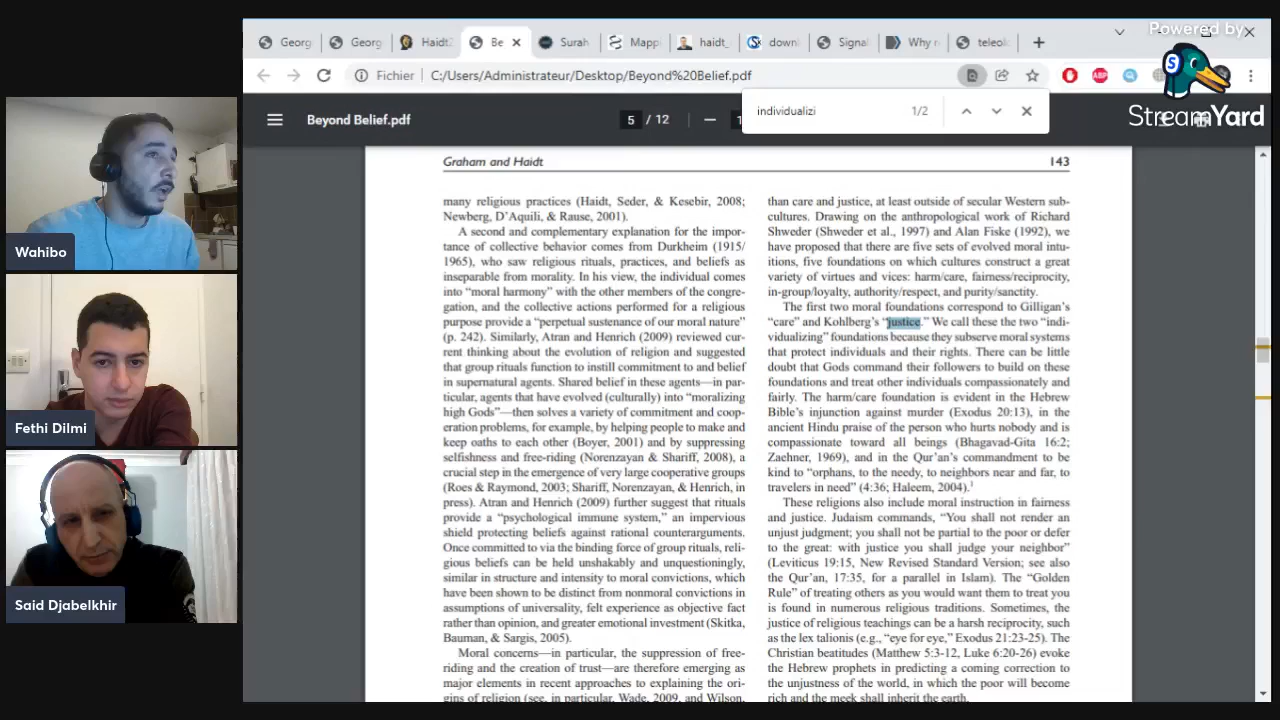 Georg
Georg
Haidt
Be
Surah
Mapp
haidt_
down
Signa
Why r
teleol
Powered by
Fichier
C:/Users/Administrateur/Desktop/Beyond%20Belief.pdf
ABP
S
StreamYard
individualizi
1/2
Beyond Belief.pdf
5 / 12
Wahibo
Fethi Dilmi
Said Djabelkhir
Graham and Haidt
143
many religious practices (Haidt, Seder, & Kesebir, 2008;
Newberg, D'Aquili, & Rause, 2001).
A second and complementary explanation for the impor-
tance of collective behavior comes from Durkheim (1915/
1965), who saw religious rituals, practices, and beliefs as
inseparable from morality. In his view, the individual comes
into "moral harmony" with the other members of the congre-
gation, and the collective actions performed for a religious
purpose provide a "perpetual sustenance of our moral nature"
(p. 242). Similarly, Atran and Henrich (2009) reviewed cur-
rent thinking about the evolution of religion and suggested
that group rituals function to instill commitment to and belief
in supernatural agents. Shared belief in these agents—in par-
ticular, agents that have evolved (culturally) into "moralizing
high Gods"—then solves a variety of commitment and coop-
eration problems, for example, by helping people to make and
keep oaths to each other (Boyer, 2001) and by suppressing
selfishness and free-riding (Norenzayan & Shariff, 2008), a
crucial step in the emergence of very large cooperative groups
(Roes & Raymond, 2003; Shariff, Norenzayan, & Henrich, in
press). Atran and Henrich (2009) further suggest that rituals
provide a "psychological immune system," an impervious
shield protecting beliefs against rational counterarguments.
Once committed to via the binding force of group rituals, reli-
gious beliefs can be held unshakably and unquestioningly,
similar in structure and intensity to moral convictions, which
have been shown to be distinct from nonmoral convictions in
assumptions of universality, felt experience as objective fact
rather than opinion, and greater emotional investment (Skitka,
Bauman, & Sargis, 2005).
Moral concerns—in particular, the suppression of free-
riding and the creation of trust—are therefore emerging as
major elements in recent approaches to explaining the ori-
gins of religion (see, in particular, Wade, 2009, and Wilson,
than care and justice, at least outside of secular Western sub-
cultures. Drawing on the anthropological work of Richard
Shweder (Shweder et al., 1997) and Alan Fiske (1992), we
have proposed that there are five sets of evolved moral intu-
itions, five foundations on which cultures construct a great
variety of virtues and vices: harm/care, fairness/reciprocity,
in-group/loyalty, authority/respect, and purity/sanctity.
The first two moral foundations correspond to Gilligan's
"care" and Kohlberg's "justice." We call these the two "indi-
vidualizing" foundations because they subserve moral systems
that protect individuals and their rights. There can be little
doubt that Gods command their followers to build on these
foundations and treat other individuals compassionately and
fairly. The harm/care foundation is evident in the Hebrew
Bible's injunction against murder (Exodus 20:13), in the
ancient Hindu praise of the person who hurts nobody and is
compassionate toward all beings (Bhagavad-Gita 16:2;
Zaehner, 1969), and in the Qur'an's commandment to be
kind to "orphans, to the needy, to neighbors near and far, to
travelers in need" (4:36; Haleem, 2004).¹
These religions also include moral instruction in fairness
and justice. Judaism commands, "You shall not render an
unjust judgment; you shall not be partial to the poor or defer
to the great: with justice you shall judge your neighbor"
(Leviticus 19:15, New Revised Standard Version; see also
the Qur'an, 17:35, for a parallel in Islam). The "Golden
Rule" of treating others as you would want them to treat you
is found in numerous religious traditions. Sometimes, the
justice of religious teachings can be a harsh reciprocity, such
as the lex talionis (e.g., "eye for eye," Exodus 21:23-25). The
Christian beatitudes (Matthew 5:3-12, Luke 6:20-26) evoke
the Hebrew prophets in predicting a coming correction to
the unjustness of the world, in which the poor will become
rich and the meek shall inherit the earth.